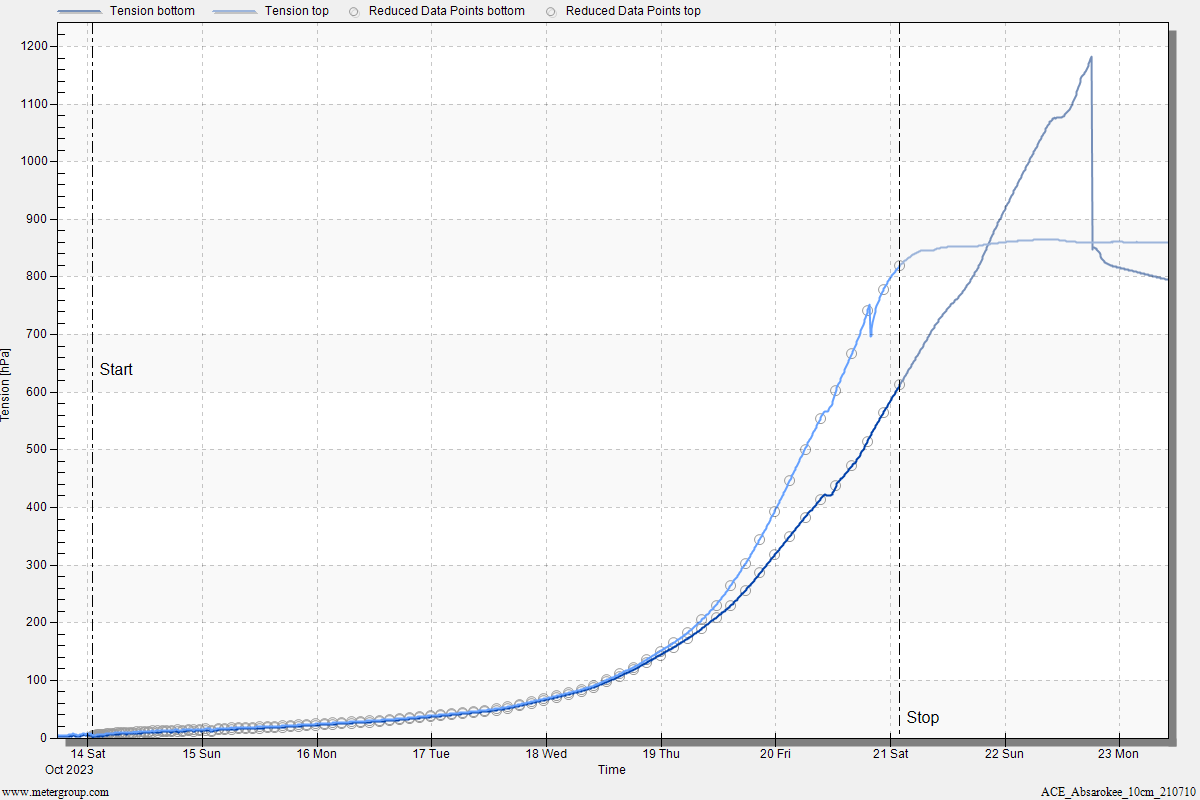 Tension bottom Tension top Reduced Data Points bottom Reduced Data Points top
1200
1100
1000
900
800
700
600
500
400
300
200
100
0
Tension [hPa]
Start
Stop
14 Sat 15 Sun 16 Mon 17 Tue 18 Wed 19 Thu 20 Fri 21 Sat 22 Sun 23 Mon
Oct 2023
Time
www.metergroup.com
ACE_Absarokee_10cm_210710